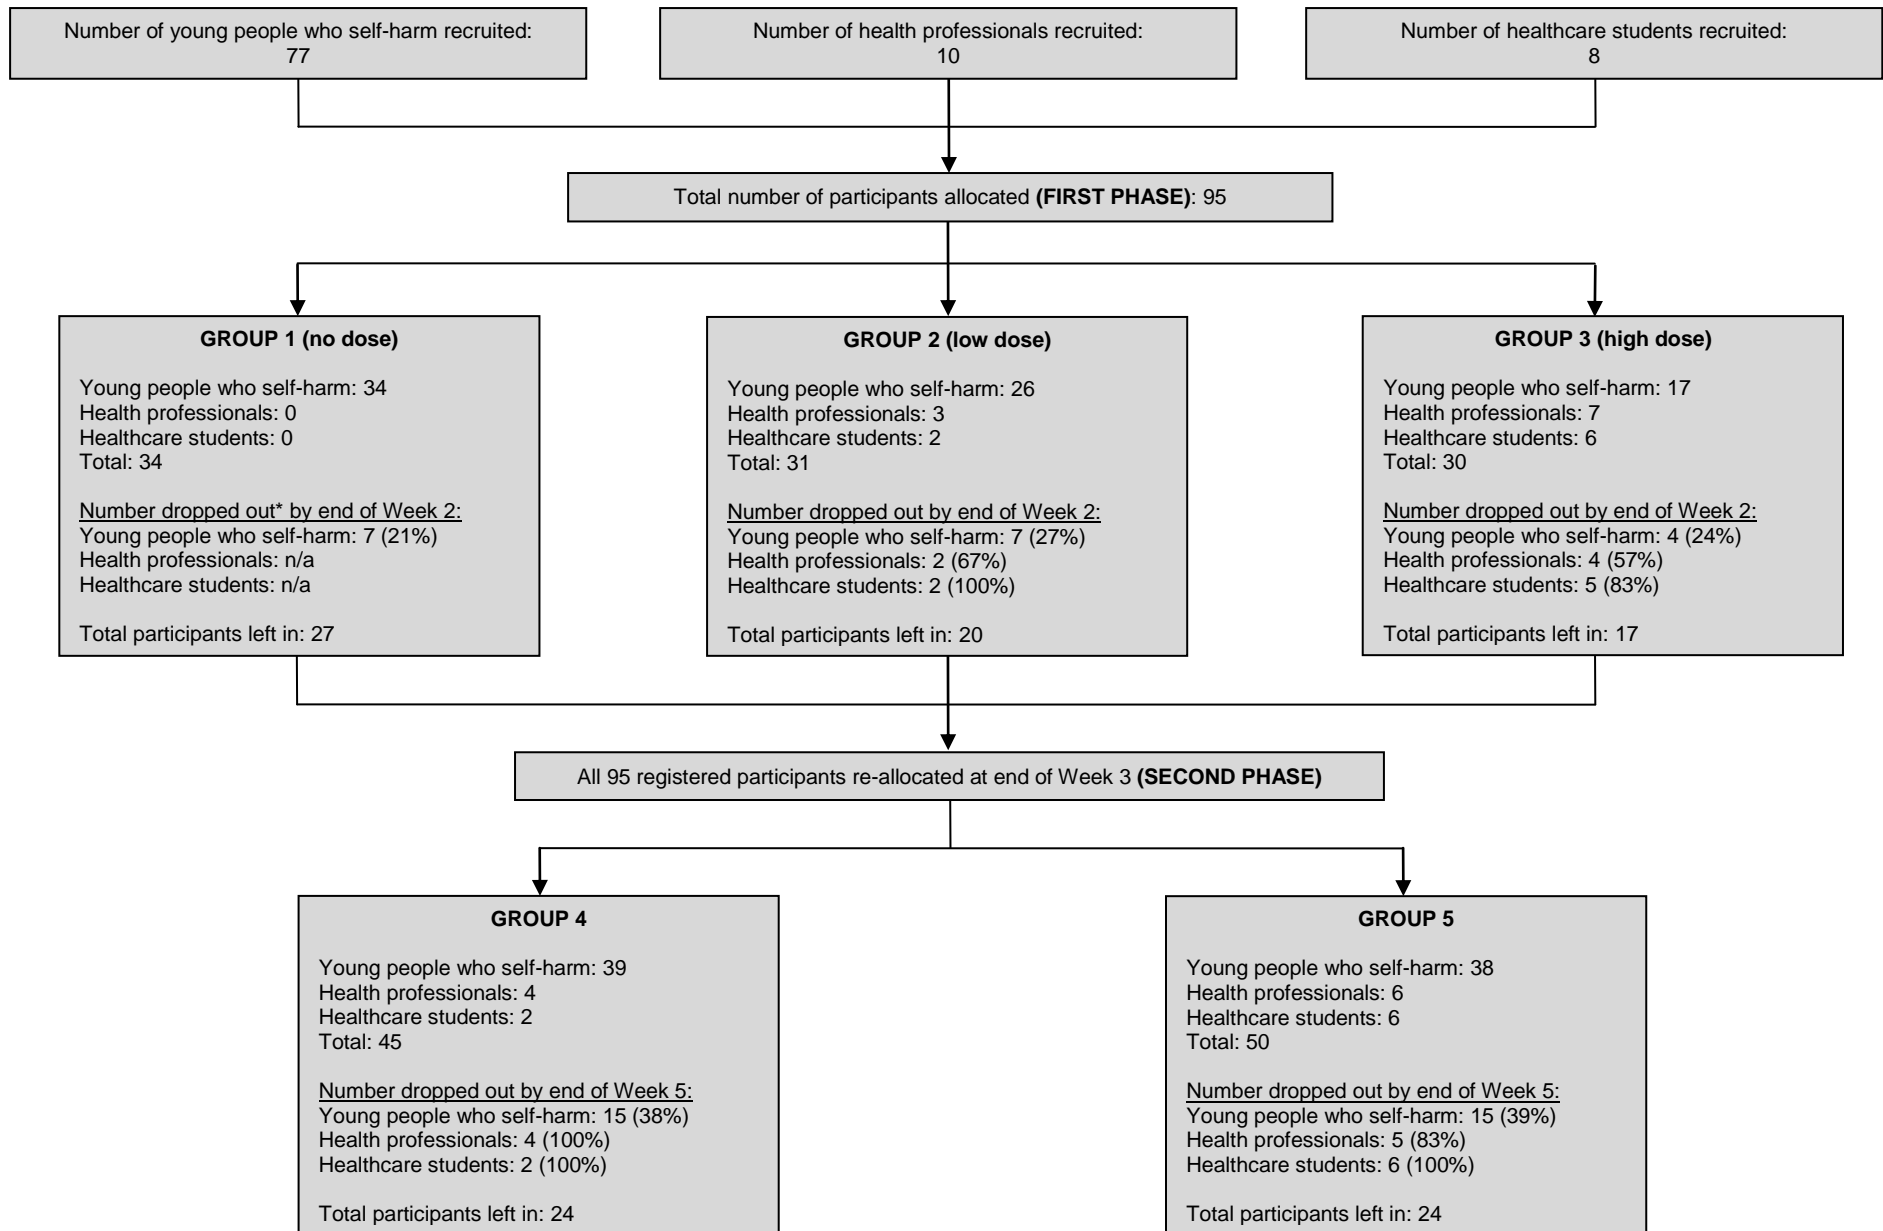 Number of young people who self-harm recruited:
77
Number of health professionals recruited:
10
Number of healthcare students recruited:
8
Total number of participants allocated (FIRST PHASE): 95
GROUP 1 (no dose)
Young people who self-harm: 34
Health professionals: 0
Healthcare students: 0
Total: 34
Number dropped out* by end of Week 2:
Young people who self-harm: 7 (21%)
Health professionals: n/a
Healthcare students: n/a
Total participants left in: 27
GROUP 2 (low dose)
Young people who self-harm: 26
Health professionals: 3
Healthcare students: 2
Total: 31
Number dropped out by end of Week 2:
Young people who self-harm: 7 (27%)
Health professionals: 2 (67%)
Healthcare students: 2 (100%)
Total participants left in: 20
GROUP 3 (high dose)
Young people who self-harm: 17
Health professionals: 7
Healthcare students: 6
Total: 30
Number dropped out by end of Week 2:
Young people who self-harm: 4 (24%)
Health professionals: 4 (57%)
Healthcare students: 5 (83%)
Total participants left in: 17
All 95 registered participants re-allocated at end of Week 3 (SECOND PHASE)
GROUP 4
Young people who self-harm: 39
Health professionals: 4
Healthcare students: 2
Total: 45
Number dropped out by end of Week 5:
Young people who self-harm: 15 (38%)
Health professionals: 4 (100%)
Healthcare students: 2 (100%)
Total participants left in: 24
GROUP 5
Young people who self-harm: 38
Health professionals: 6
Healthcare students: 6
Total: 50
Number dropped out by end of Week 5:
Young people who self-harm: 15 (39%)
Health professionals: 5 (83%)
Healthcare students: 6 (100%)
Total participants left in: 24